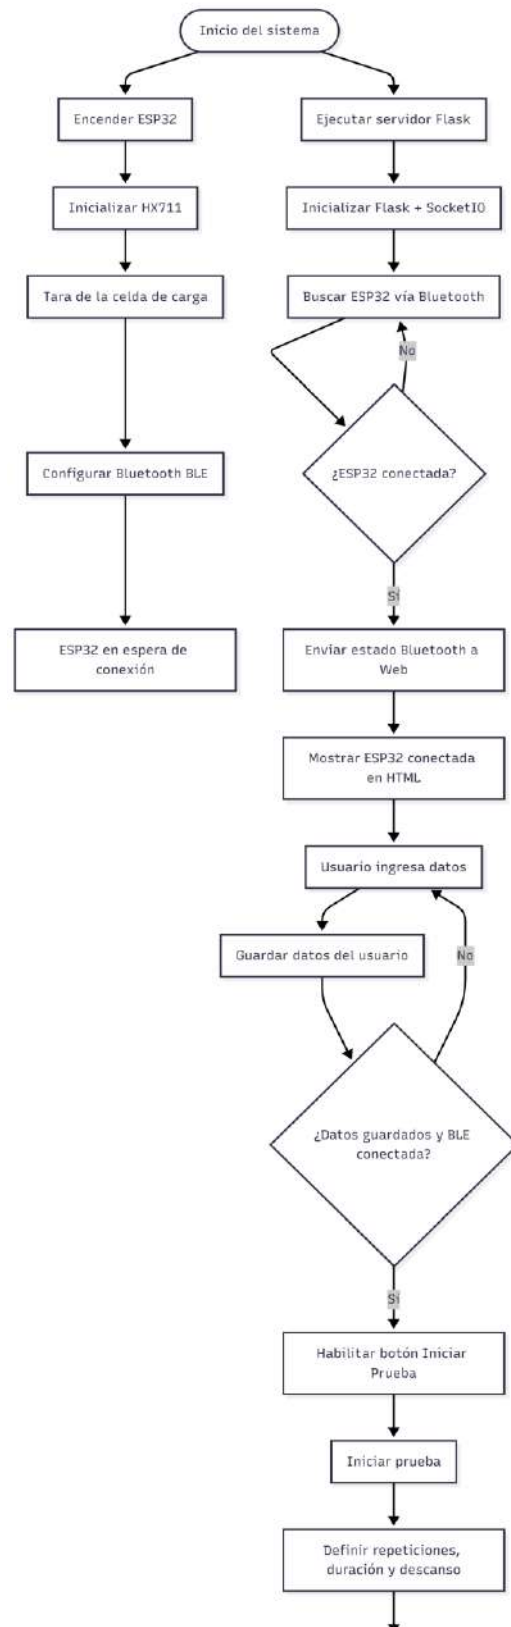 Inicio del sistema
Encender ESP32
Ejecutar servidor Flask
Inicializar HX711
Inicializar Flask + SocketIO
Tara de la celda de carga
Buscar ESP32 vía Bluetooth
No
Configurar Bluetooth BLE
¿ESP32 conectada?
Sí
ESP32 en espera de
conexión
Enviar estado Bluetooth a
Web
Mostrar ESP32 conectada
en HTML
Usuario ingresa datos
Guardar datos del usuario
No
¿Datos guardados y BLE
conectada?
Sí
Habilitar botón Iniciar
Prueba
Iniciar prueba
Definir repeticiones,
duración y descanso